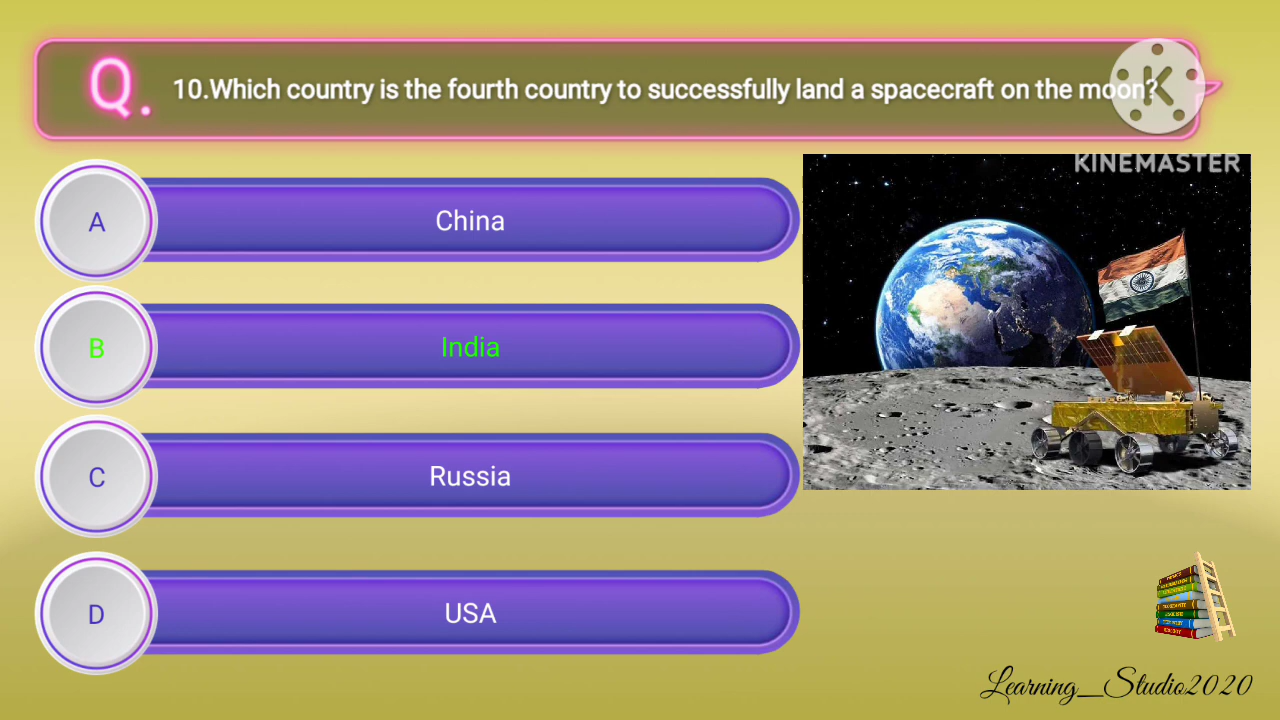 Q.
10.Which country is the fourth country to successfully land a spacecraft on the moon?
K
KINEMASTER
A
China
B
India
C
Russia
D
USA
Learning_Studio2020